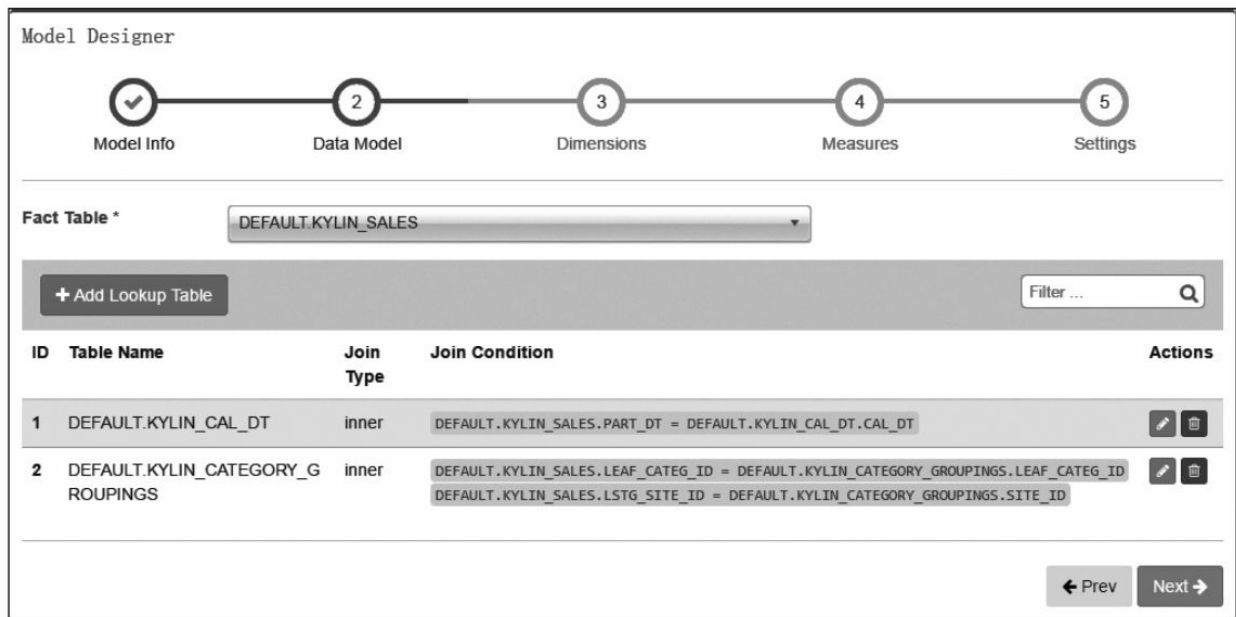 Model Designer
2 3 4 5
Model Info Data Model Dimensions Measures Settings
Fact Table * DEFAULT.KYLIN_SALES
+ Add Lookup Table Filter ...
ID Table Name Join Join Condition Actions
Type
1 DEFAULT.KYLIN_CAL_DT inner DEFAULT.KYLIN_SALES.PART_DT = DEFAULT.KYLIN_CAL_DT.CAL_DT
2 DEFAULT.KYLIN_CATEGORY_G inner DEFAULT.KYLIN_SALES.LEAF_CATEG_ID = DEFAULT.KYLIN_CATEGORY_GROUPINGS.LEAF_CATEG_ID
ROUPINGS DEFAULT.KYLIN_SALES.LSTG_SITE_ID = DEFAULT.KYLIN_CATEGORY_GROUPINGS.SITE_ID
Prev Next